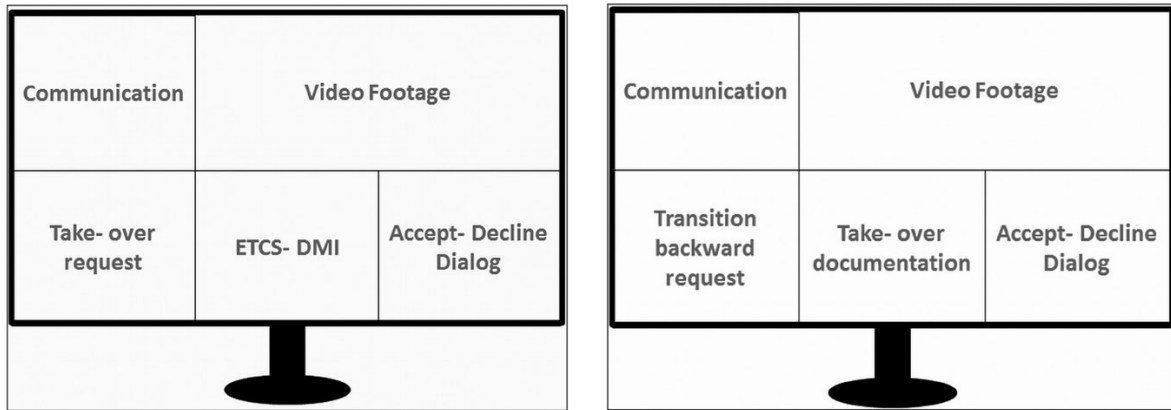 Communication
Video Footage
Take- over
request
ETCS- DMI
Accept- Decline
Dialog
Communication
Video Footage
Transition
backward
request
Take- over
documentation
Accept- Decline
Dialog